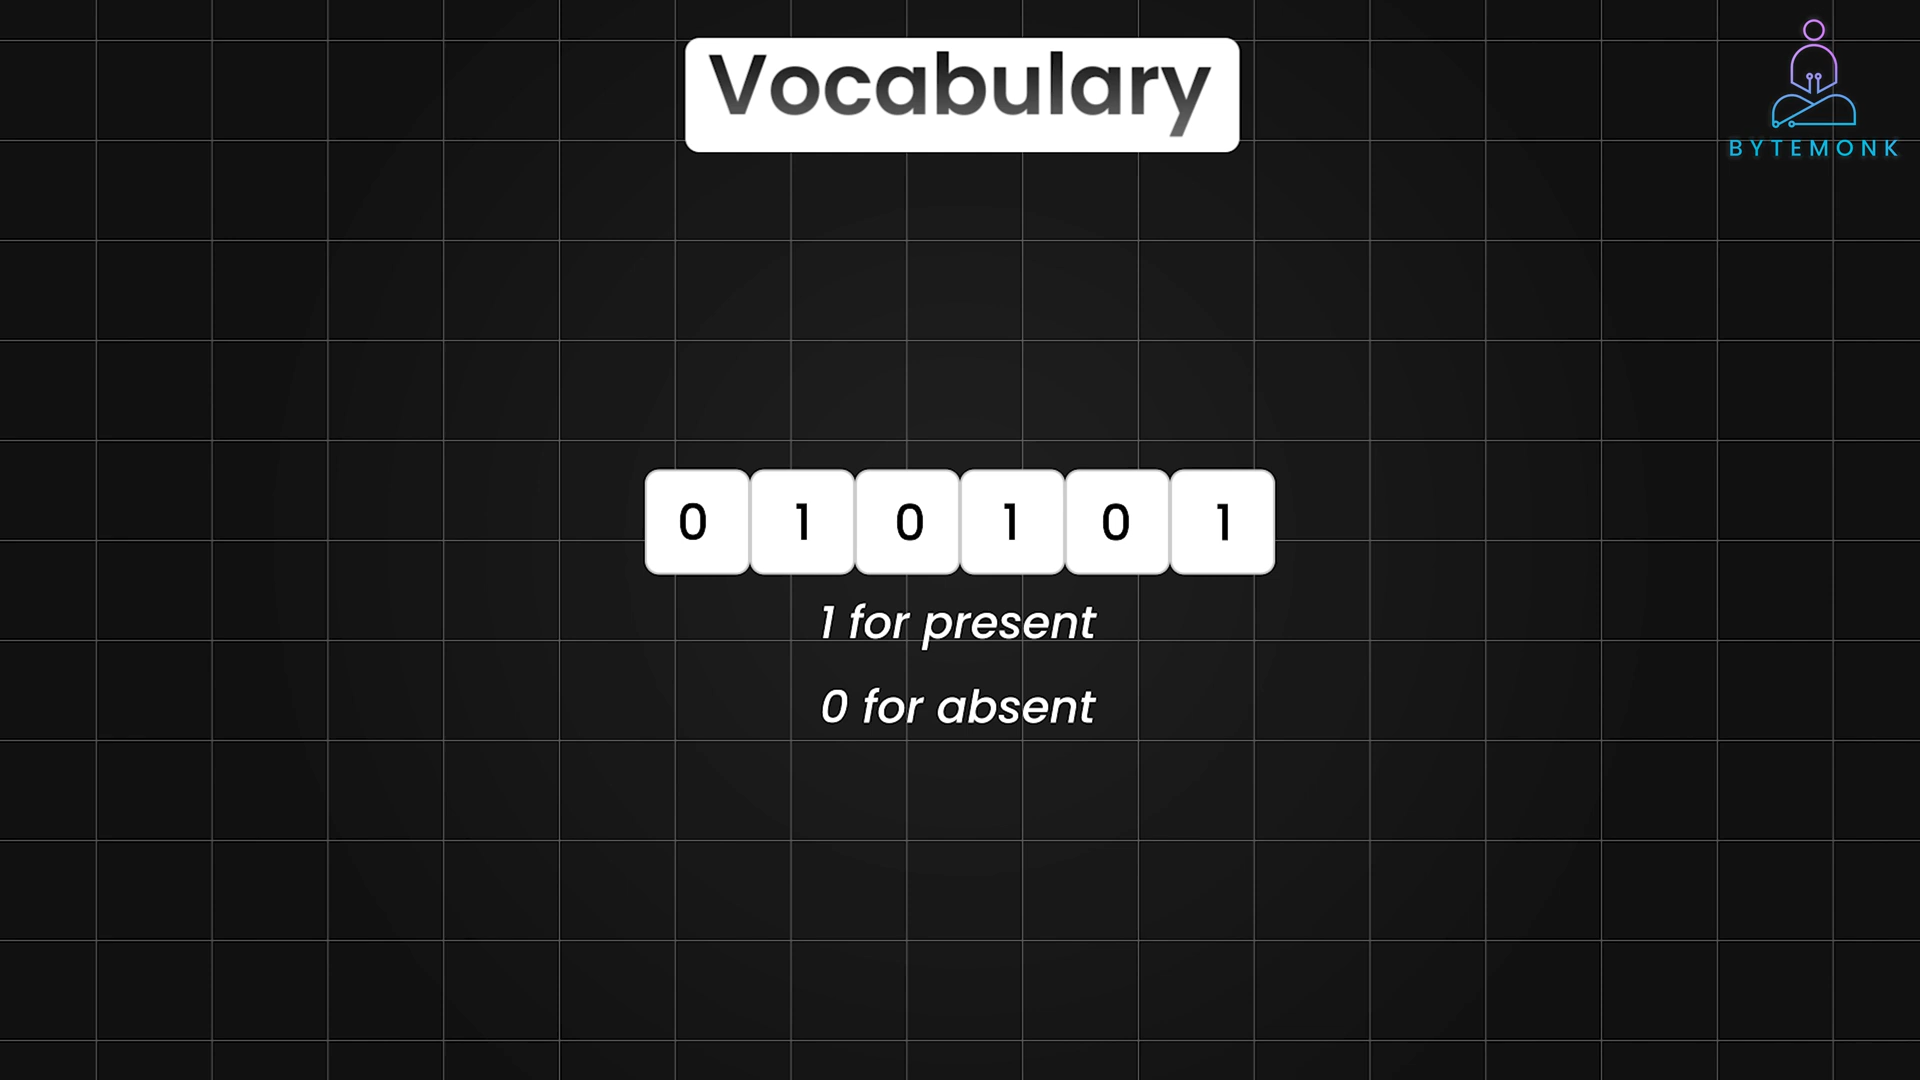 Vocabulary
BYTEMONK
0 1 0 1 0 1
1 for present
0 for absent